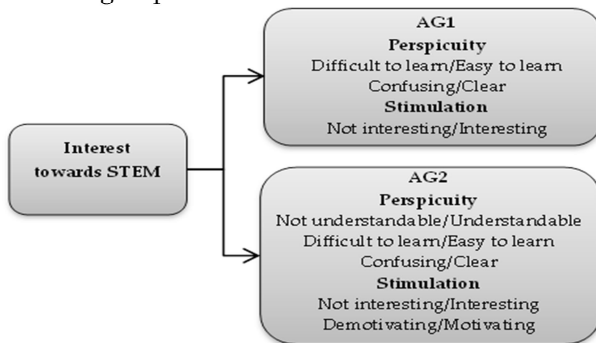 Interest
towards STEM
AG1
Perspicuity
Difficult to learn/Easy to learn
Confusing/Clear
Stimulation
Not interesting/Interesting
AG2
Perspicuity
Not understandable/Understandable
Difficult to learn/Easy to learn
Confusing/Clear
Stimulation
Not interesting/Interesting
Demotivating/Motivating